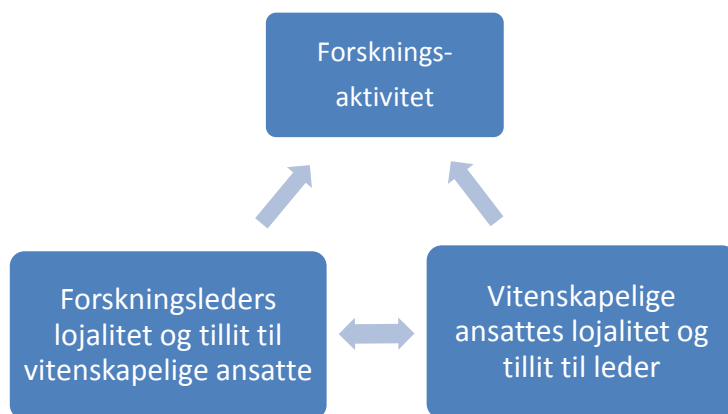 Forsknings-
aktivitet
Forskningsleders
lojalitet og tillit til
vitenskapelige ansatte
Vitenskapelige
ansattes lojalitet og
tillit til leder